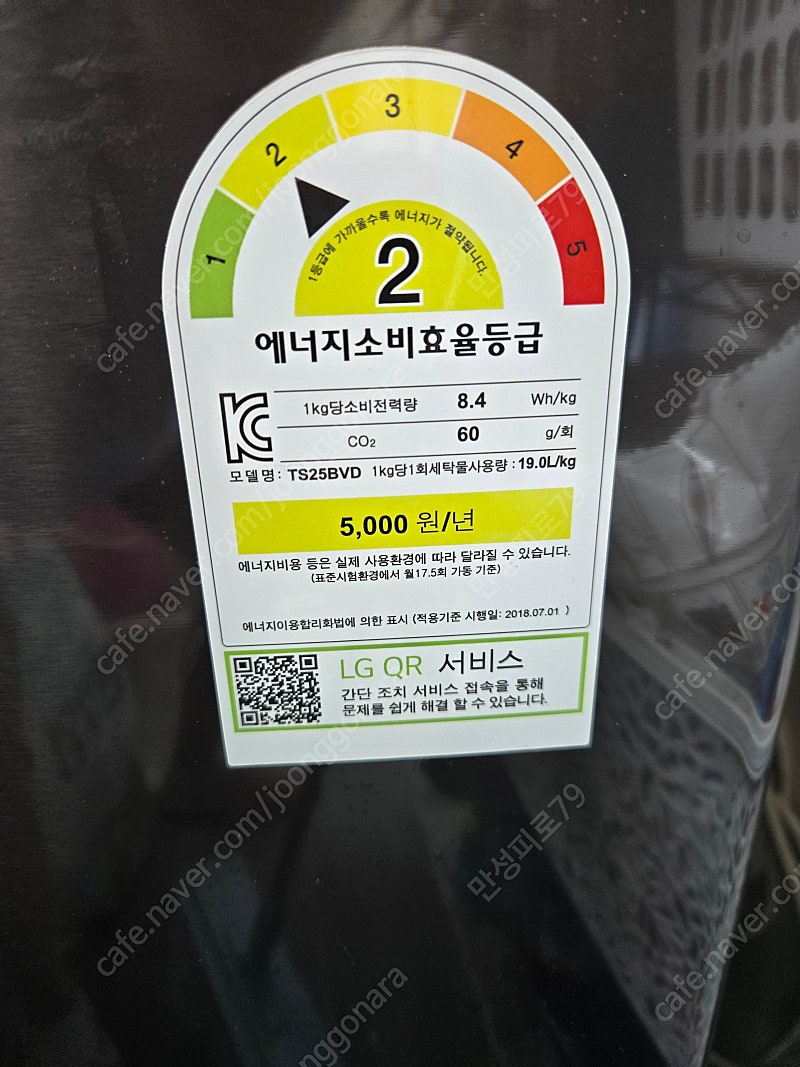 3
2
4
1
5
1등급에 가까울수록 에너지가 절약됩니다.
2
에너지소비효율등급
1kg당소비전력량 8.4 Wh/kg
CO₂ 60 g/회
모델명: TS25BVD 1kg당1회세탁물사용량 : 19.0L/kg
5,000 원/년
에너지비용 등은 실제 사용환경에 따라 달라질 수 있습니다.
(표준시험환경에서 월17.5회 가동 기준)
에너지이용합리화법에 의한 표시 (적용기준 시행일: 2018.07.01 )
LG QR 서비스
간단 조치 서비스 접속을 통해
문제를 쉽게 해결 할 수 있습니다.
cafe.naver.com/joonggonara
만성피로79